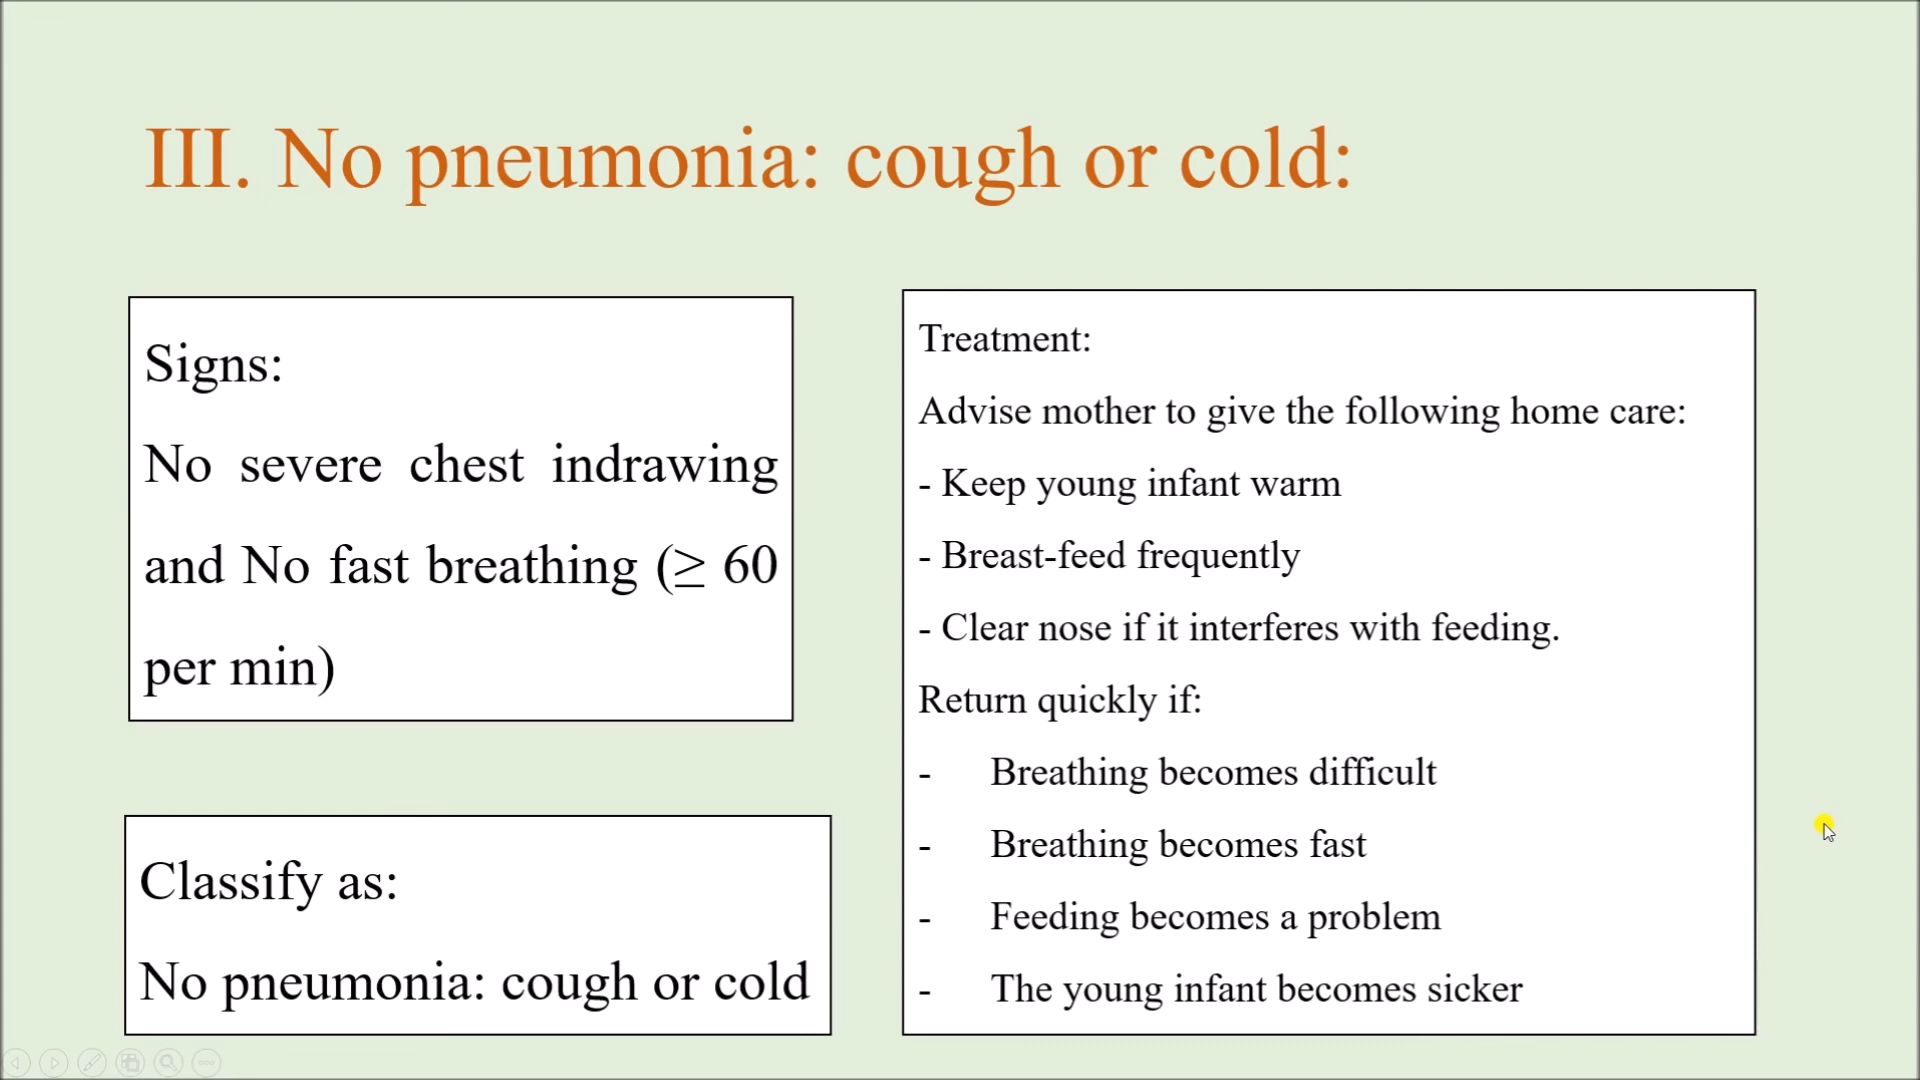 III. No pneumonia: cough or cold:
Signs:
No severe chest indrawing
and No fast breathing (≥ 60
per min)
Classify as:
No pneumonia: cough or cold
Treatment:
Advise mother to give the following home care:
- Keep young infant warm
- Breast-feed frequently
- Clear nose if it interferes with feeding.
Return quickly if:
- Breathing becomes difficult
- Breathing becomes fast
- Feeding becomes a problem
- The young infant becomes sicker